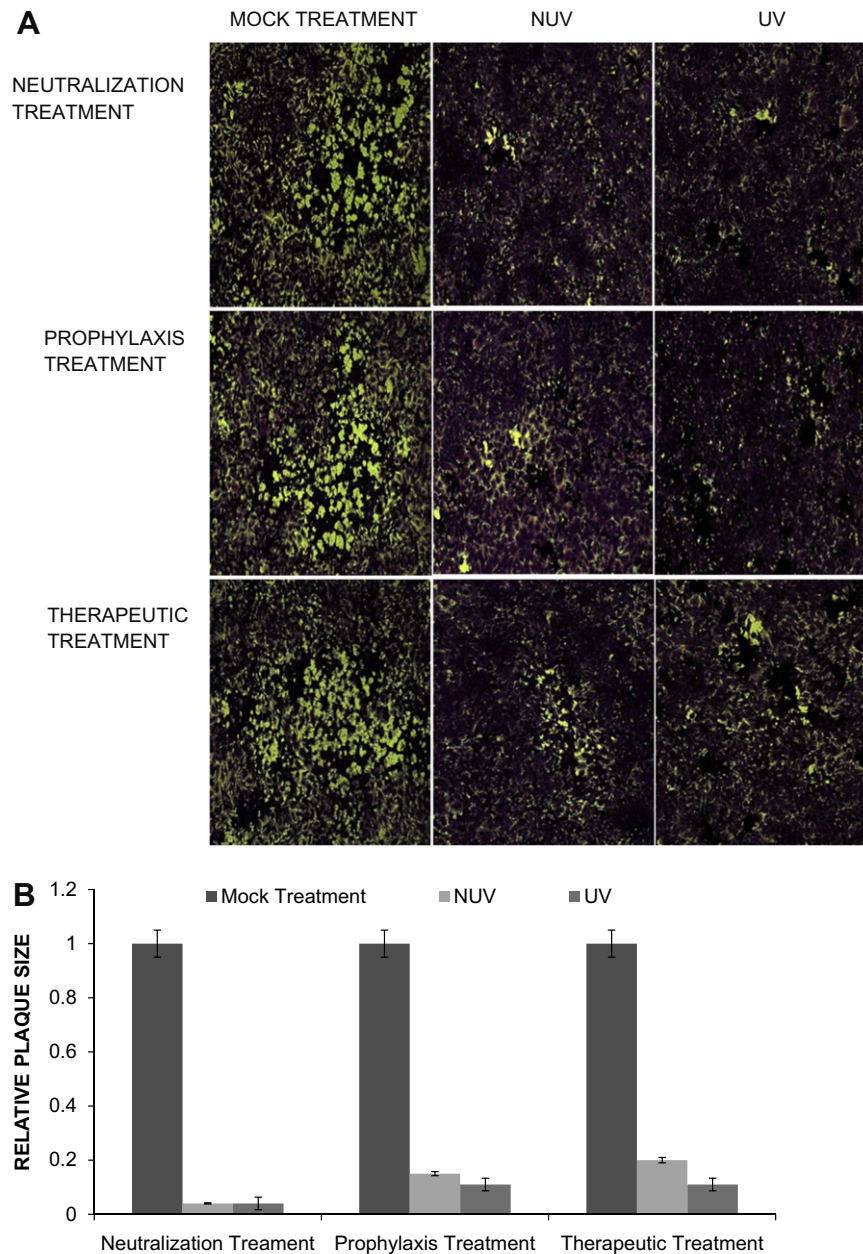 A
MOCK TREATMENT NUV UV
NEUTRALIZATION
TREATMENT
PROPHYLAXIS
TREATMENT
THERAPEUTIC
TREATMENT
B
Mock Treatment NUV UV
RELATIVE PLAQUE SIZE
1.2
1
0.8
0.6
0.4
0.2
0
Neutralization Treament Prophylaxis Treatment Therapeutic Treatment